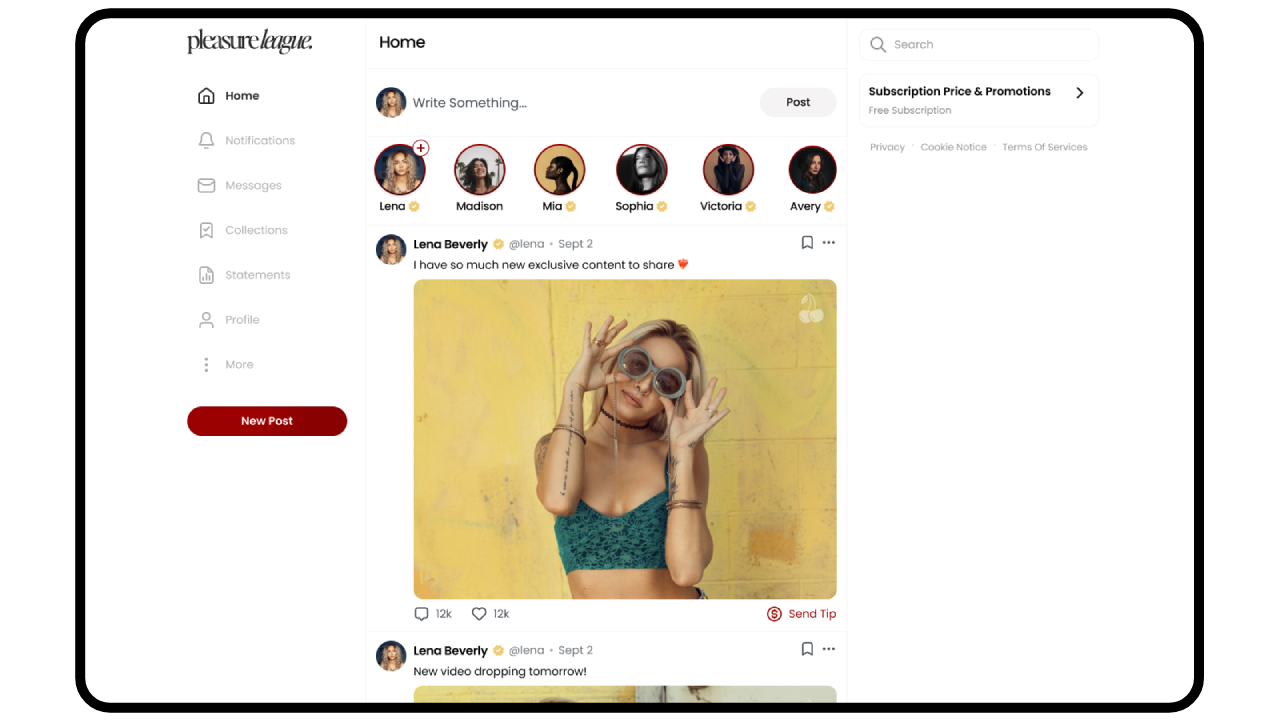 pleasure league.
Home
Notifications
Messages
Collections
Statements
Profile
More
New Post
Home
Write Something...
Post
Lena
Madison
Mia
Sophia
Victoria
Avery
Lena Beverly @lena • Sept 2
I have so much new exclusive content to share ❤️‍🔥
12k 12k Send Tip
Lena Beverly @lena • Sept 2
New video dropping tomorrow!
Search
Subscription Price & Promotions
Free Subscription
Privacy · Cookie Notice · Terms Of Services